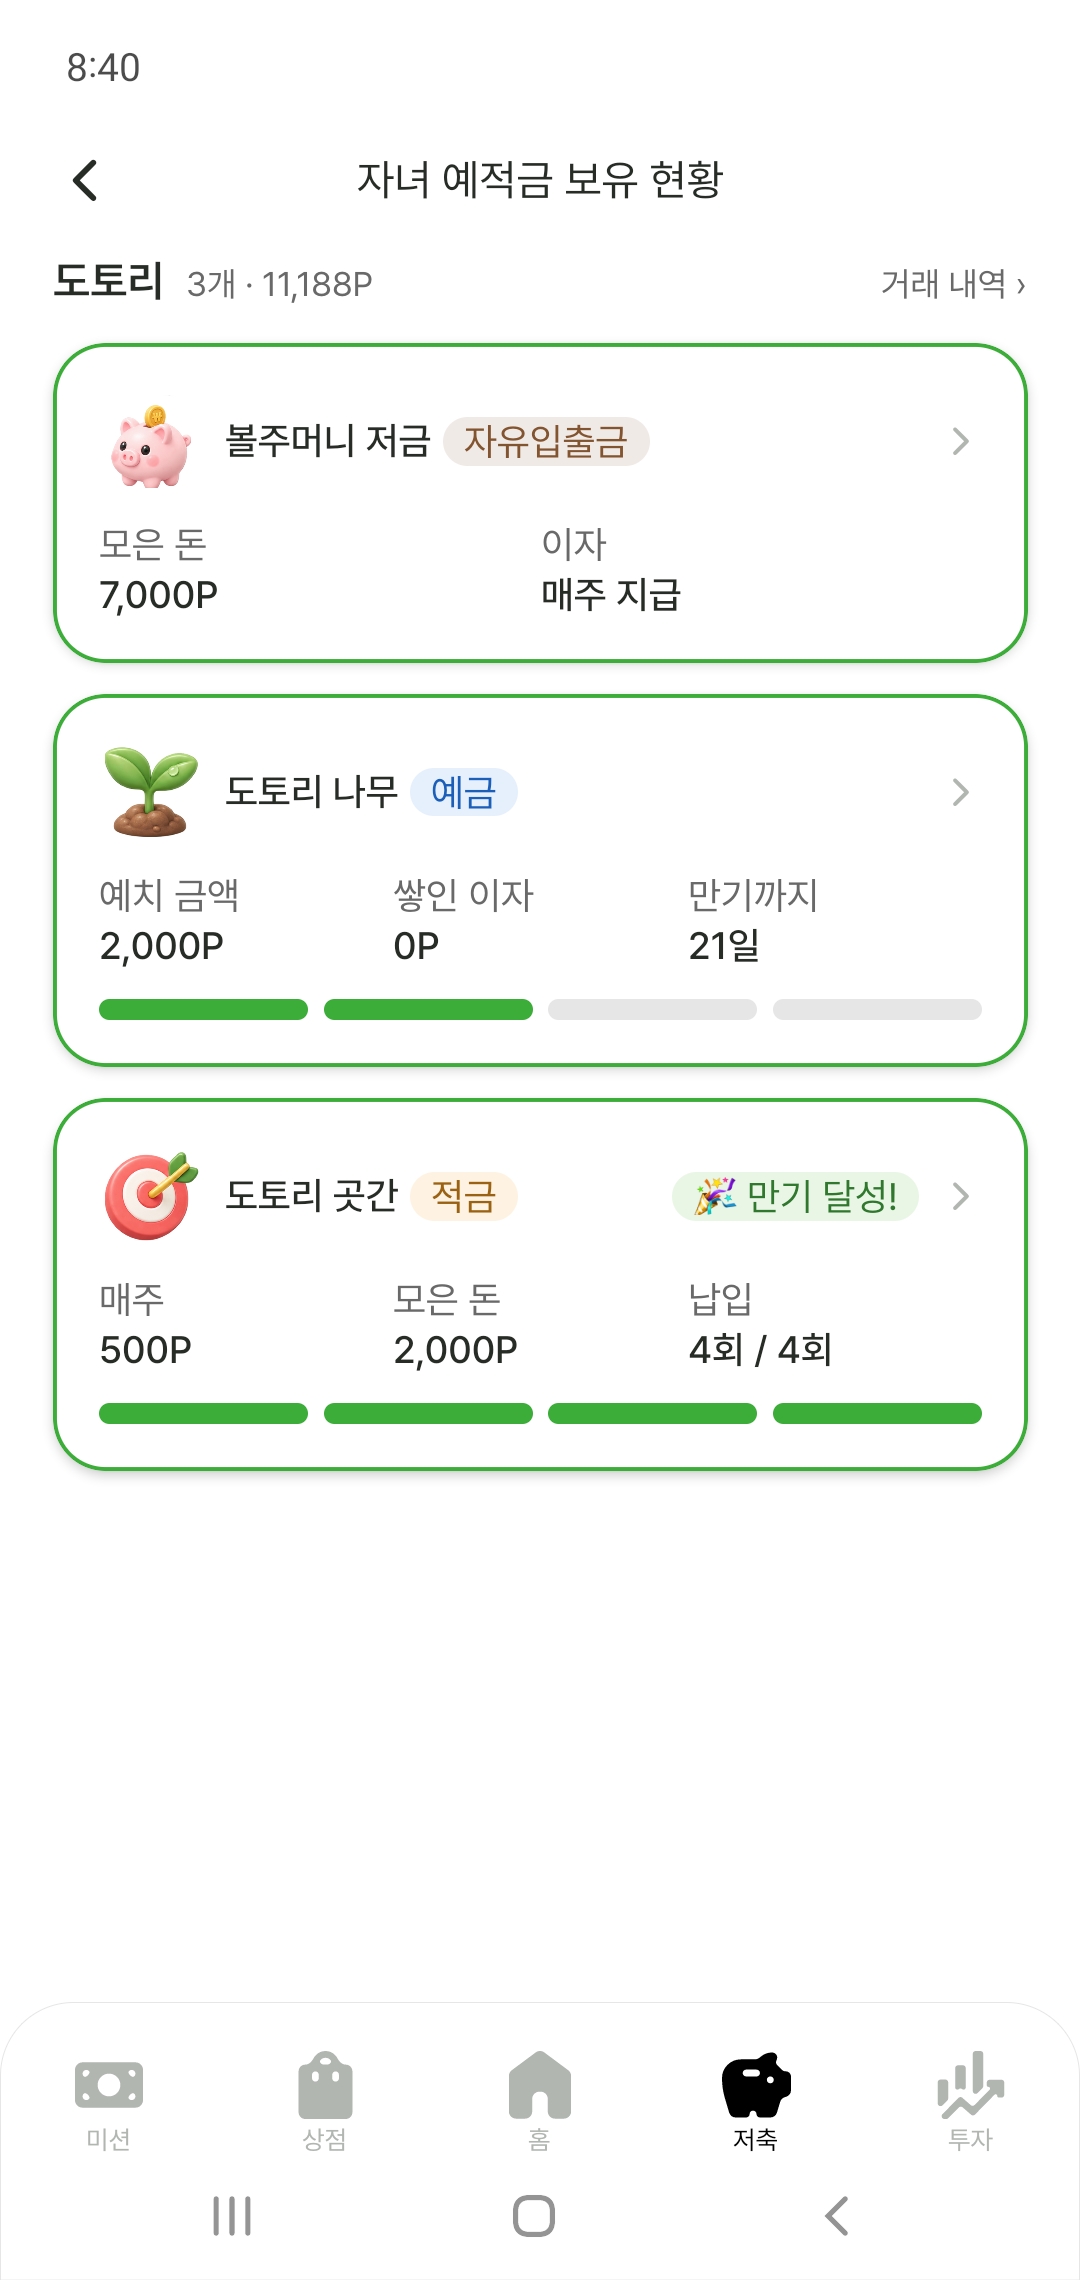 8:40
자녀 예적금 보유 현황
도토리 3개 · 11,188P 거래 내역 ›
볼주머니 저금 자유입출금
모은 돈 이자
7,000P 매주 지급
도토리 나무 예금
예치 금액 쌓인 이자 만기까지
2,000P 0P 21일
도토리 곳간 적금 만기 달성!
매주 모은 돈 납입
500P 2,000P 4회 / 4회
미션 상점 홈 저축 투자